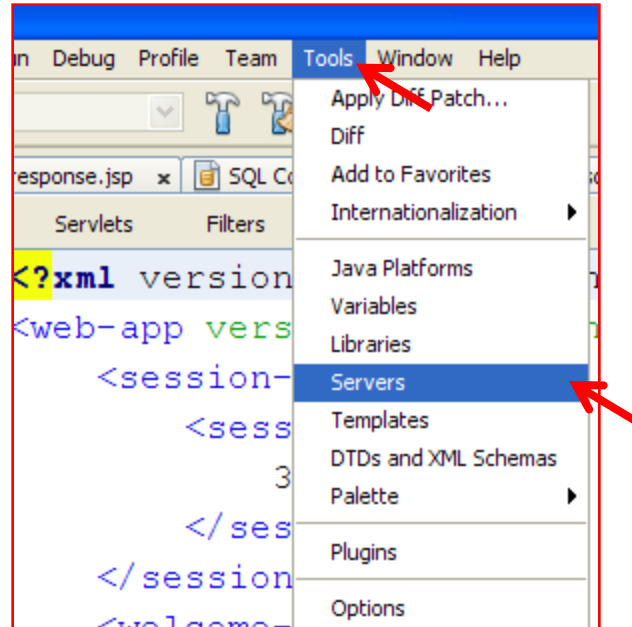 Debug Profile Team Tools Window Help
Apply Diff Patch...
Diff
response.jsp x SQL Add to Favorites
Servlets Filters Internationalization
<?xml version Java Platforms
Variables
<web-app vers Libraries
<session- Servers
<sess Templates
DTDs and XML Schemas
3 Palette
</ses Plugins
</session Options